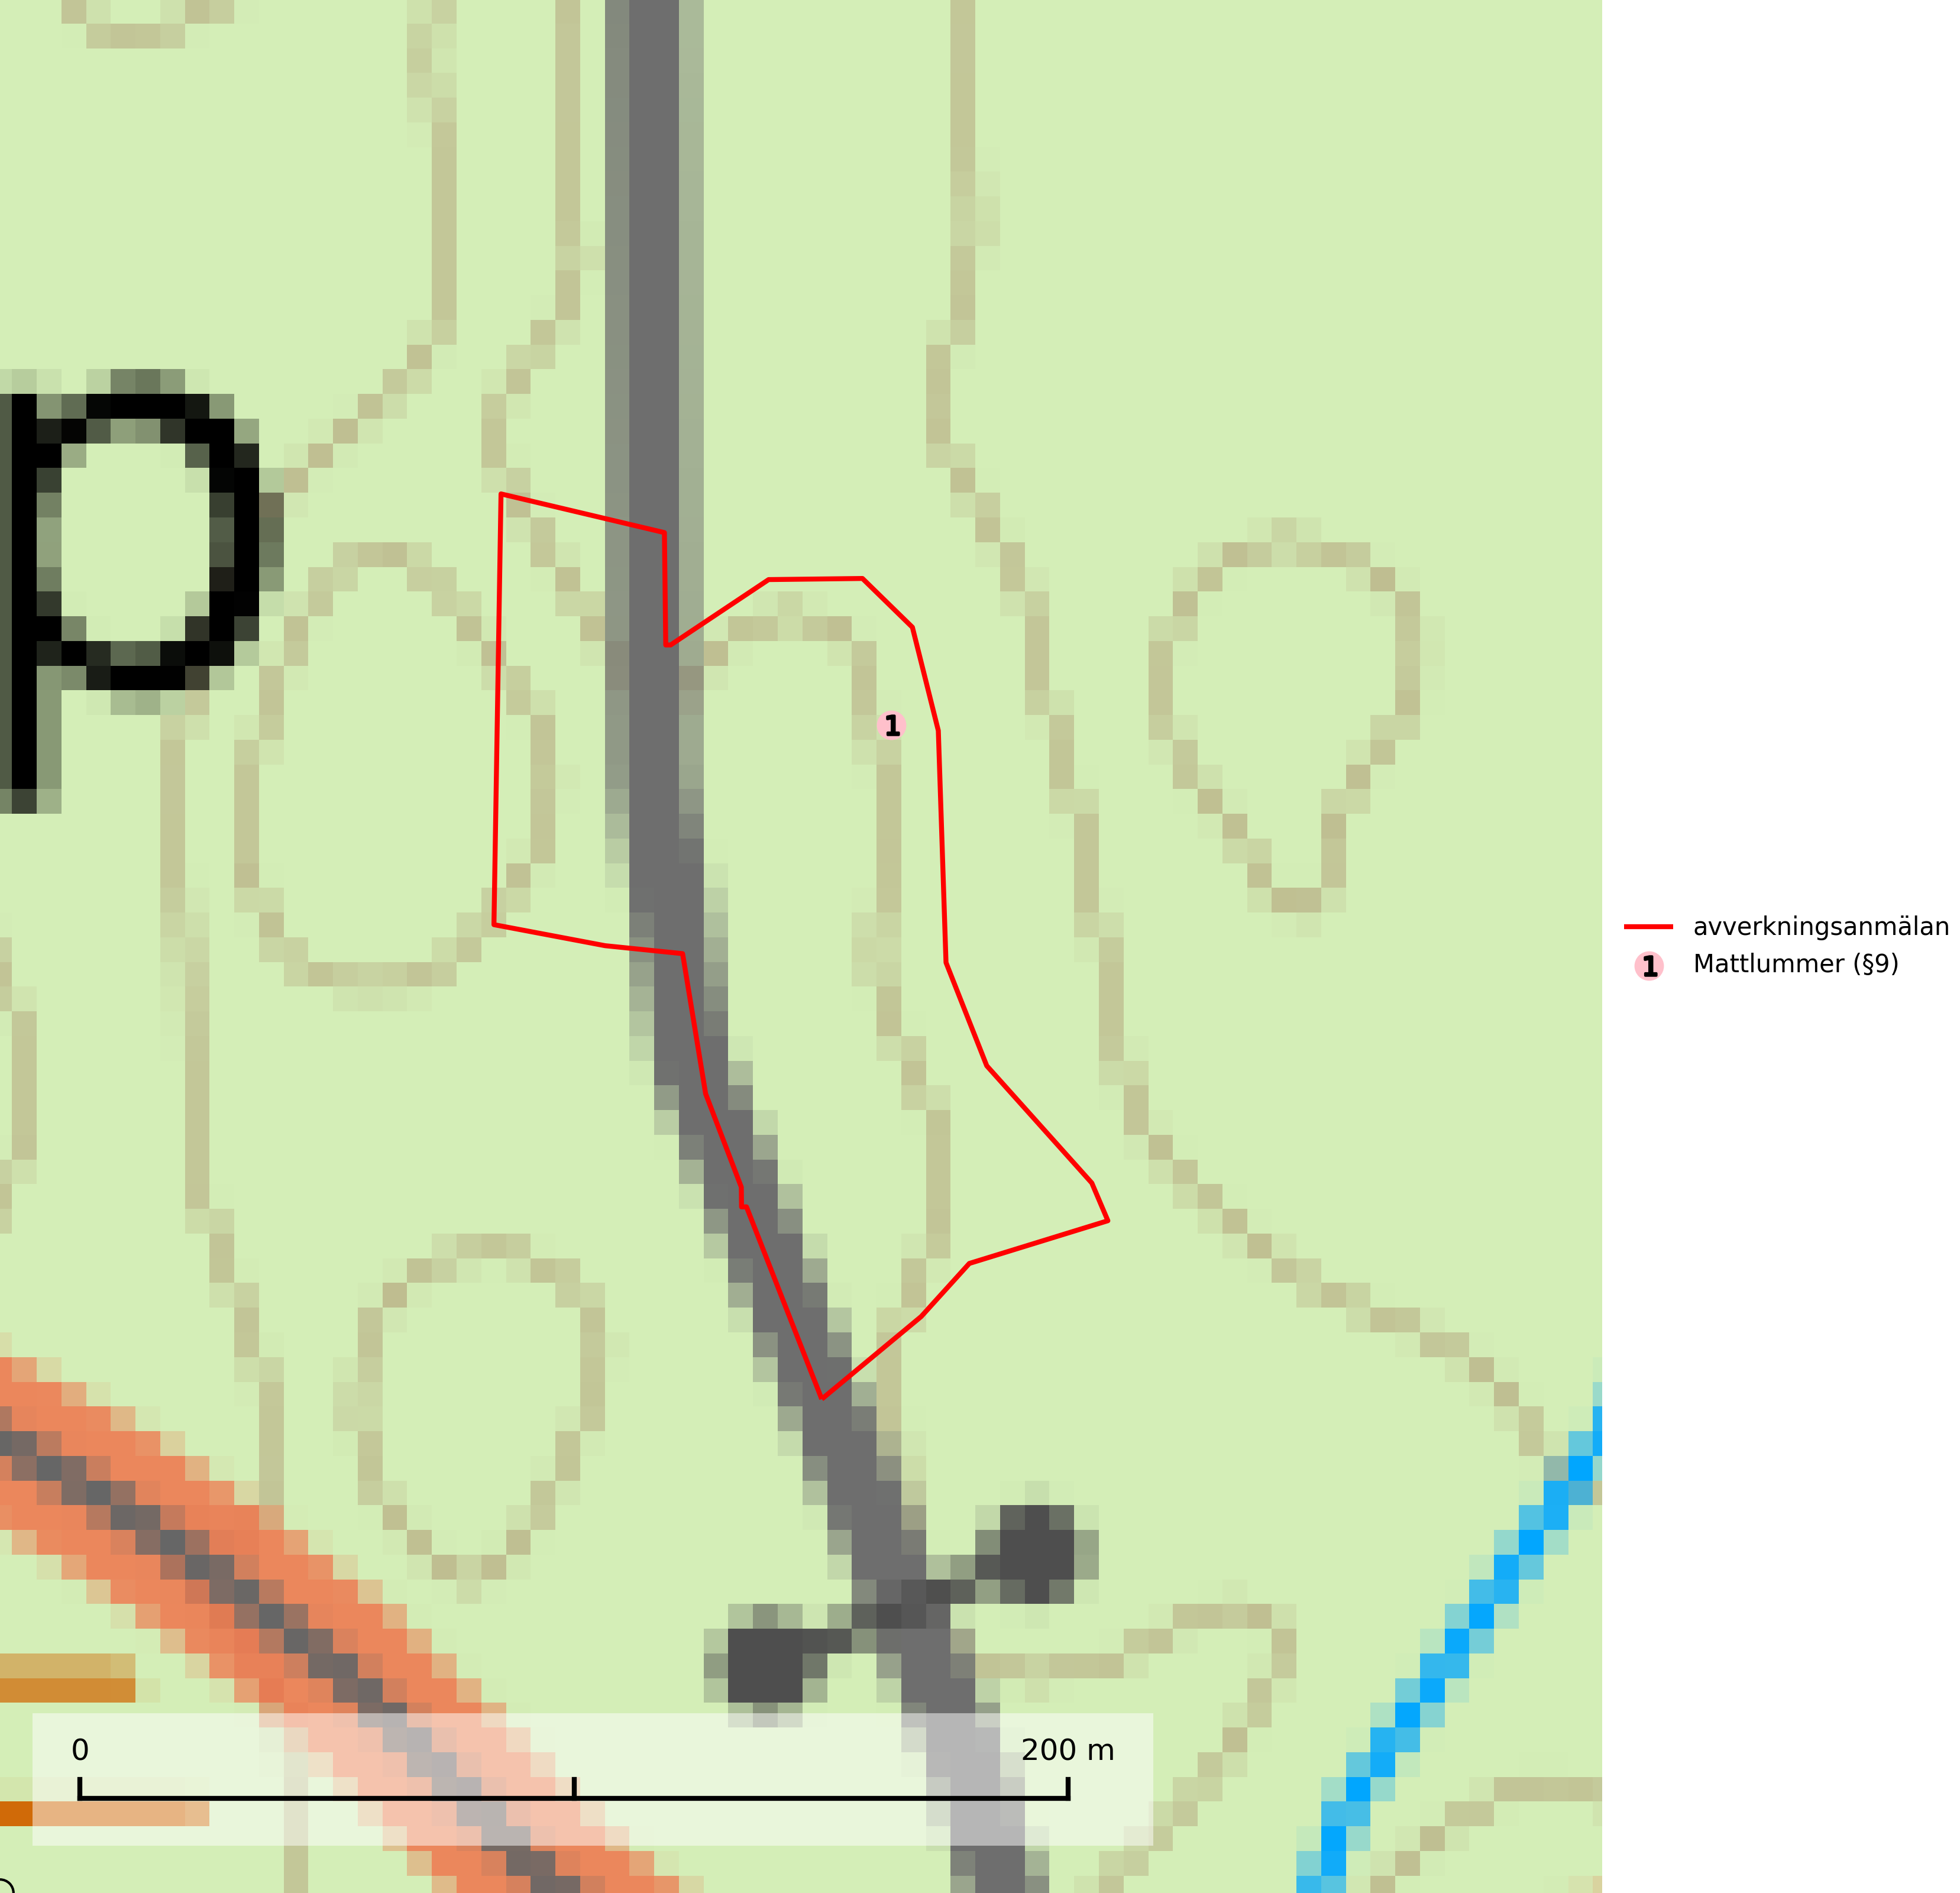 P
1
avverkningsanmälan
1 Mattlummer (§9)
0 200 m